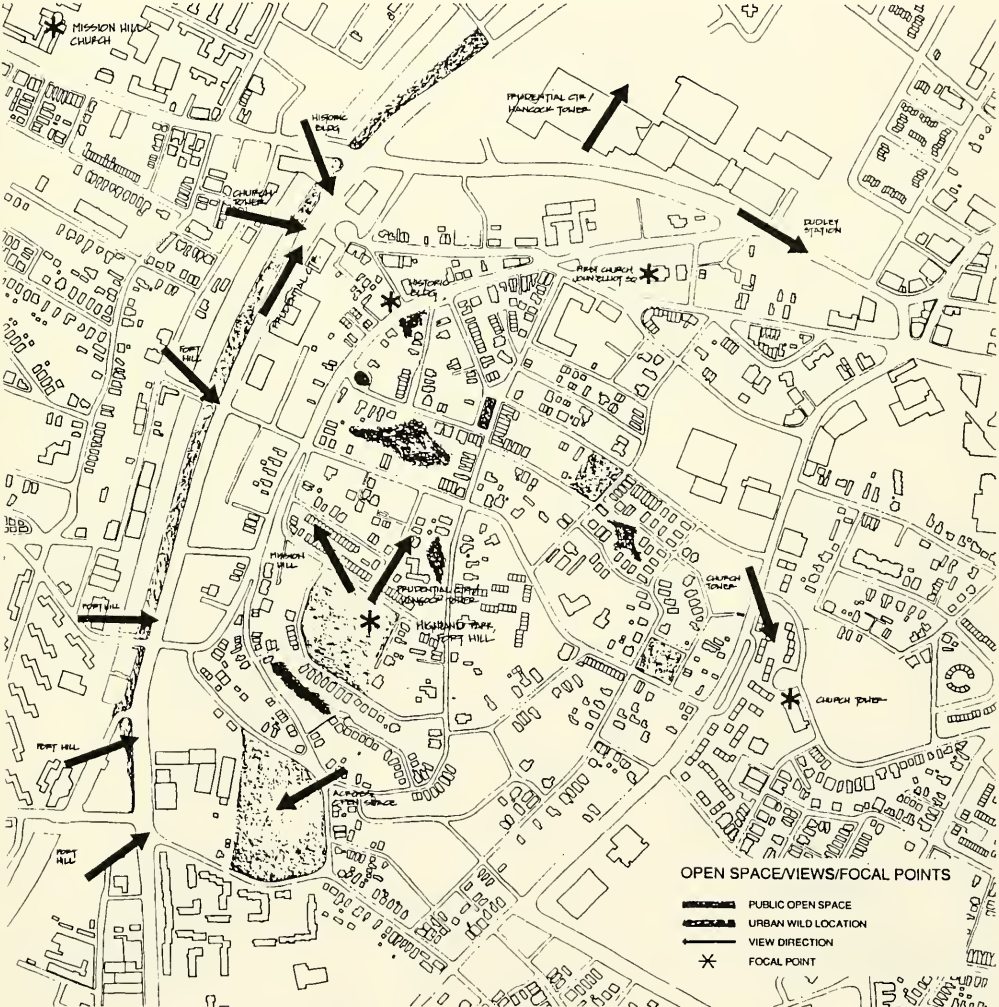 MISSION HILL
CHURCH
PRUDENTIAL CTR/
HANCOCK TOWER
HISTORIC
BLDG
CHURCH
TOWER
DUDLEY
STATION
FIRST CHURCH
JOHN ELIOT SQ
HISTORIC
BLDG
PRUDENTIAL CTR
FORT
HILL
MISSION
HILL
PRUDENTIAL CTR/
HANCOCK TOWER
CHURCH
TOWER
FORT HILL
HIGHLAND PARK
FORT HILL
CHURCH TOWER
FORT HILL
ACROSS
OPEN SPACE
FORT
HILL
OPEN SPACE/VIEWS/FOCAL POINTS
PUBLIC OPEN SPACE
URBAN WILD LOCATION
VIEW DIRECTION
FOCAL POINT